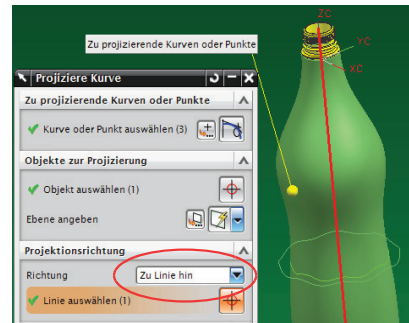 ZC
YC
XC
Zu projizierende Kurven oder Punkte
Projiziere Kurve
Zu projizierende Kurven oder Punkte
Kurve oder Punkt auswählen (3)
Objekte zur Projizierung
Objekt auswählen (1)
Ebene angeben
Projektionsrichtung
Richtung
Zu Linie hin
Linie auswählen (1)